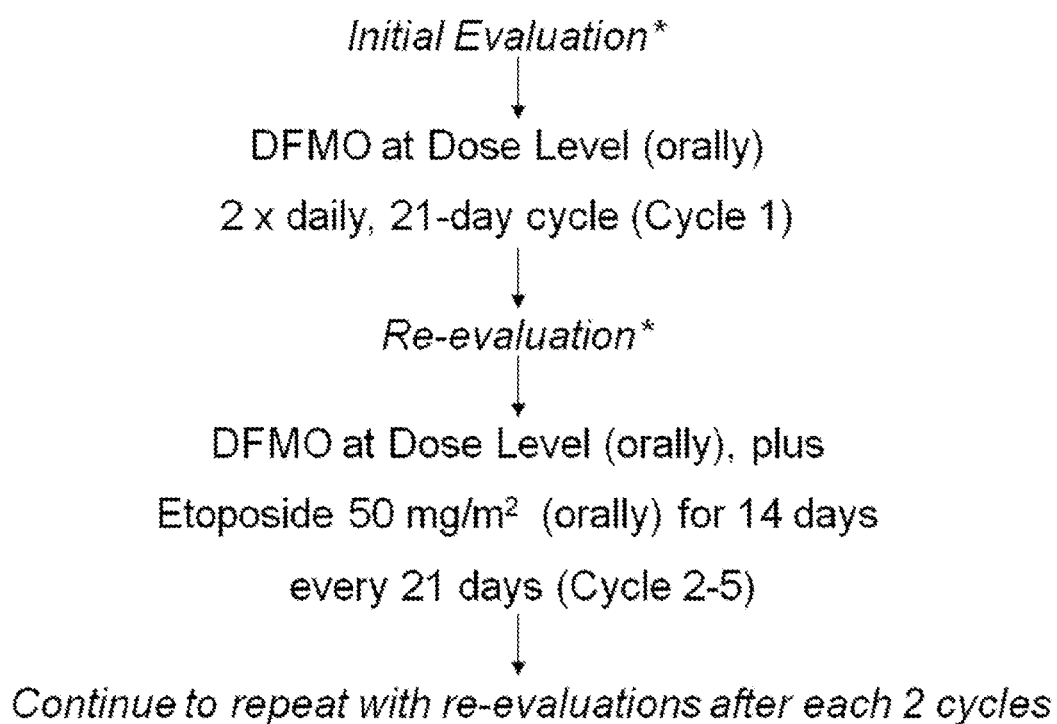 Initial Evaluation*
DFMO at Dose Level (orally)
2 x daily, 21-day cycle (Cycle 1)
Re-evaluation*
DFMO at Dose Level (orally), plus
Etoposide 50 mg/m² (orally) for 14 days
every 21 days (Cycle 2-5)
Continue to repeat with re-evaluations after each 2 cycles